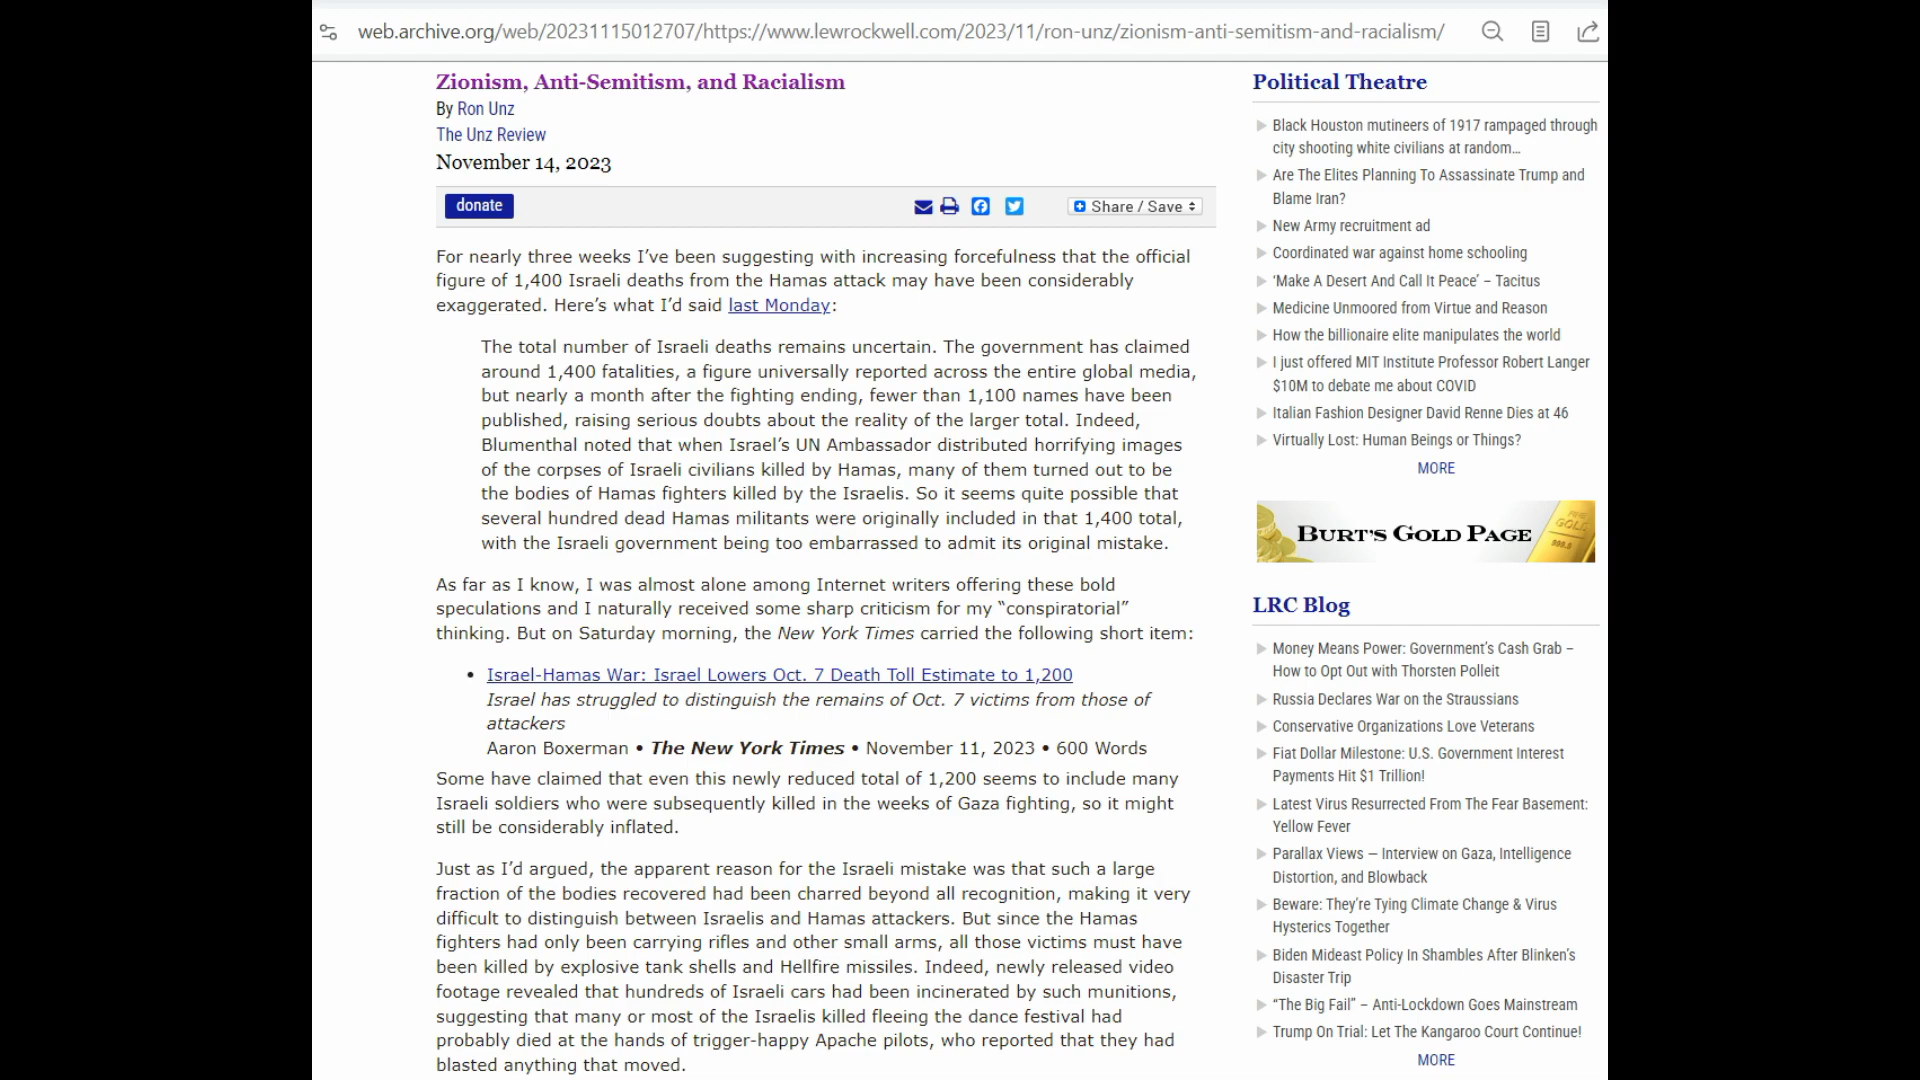 web.archive.org/web/20231115012707/https://www.lewrockwell.com/2023/11/ron-unz/zionism-anti-semitism-and-racialism/
Zionism, Anti-Semitism, and Racialism
By Ron Unz
The Unz Review
November 14, 2023
donate
Share / Save
For nearly three weeks I’ve been suggesting with increasing forcefulness that the official
figure of 1,400 Israeli deaths from the Hamas attack may have been considerably
exaggerated. Here’s what I’d said last Monday:
The total number of Israeli deaths remains uncertain. The government has claimed
around 1,400 fatalities, a figure universally reported across the entire global media,
but nearly a month after the fighting ending, fewer than 1,100 names have been
published, raising serious doubts about the reality of the larger total. Indeed,
Blumenthal noted that when Israel’s UN Ambassador distributed horrifying images
of the corpses of Israeli civilians killed by Hamas, many of them turned out to be
the bodies of Hamas fighters killed by the Israelis. So it seems quite possible that
several hundred dead Hamas militants were originally included in that 1,400 total,
with the Israeli government being too embarrassed to admit its original mistake.
As far as I know, I was almost alone among Internet writers offering these bold
speculations and I naturally received some sharp criticism for my “conspiratorial”
thinking. But on Saturday morning, the New York Times carried the following short item:
• Israel-Hamas War: Israel Lowers Oct. 7 Death Toll Estimate to 1,200
Israel has struggled to distinguish the remains of Oct. 7 victims from those of
attackers
Aaron Boxerman • The New York Times • November 11, 2023 • 600 Words
Some have claimed that even this newly reduced total of 1,200 seems to include many
Israeli soldiers who were subsequently killed in the weeks of Gaza fighting, so it might
still be considerably inflated.
Just as I’d argued, the apparent reason for the Israeli mistake was that such a large
fraction of the bodies recovered had been charred beyond all recognition, making it very
difficult to distinguish between Israelis and Hamas attackers. But since the Hamas
fighters had only been carrying rifles and other small arms, all those victims must have
been killed by explosive tank shells and Hellfire missiles. Indeed, newly released video
footage revealed that hundreds of Israeli cars had been incinerated by such munitions,
suggesting that many or most of the Israelis killed fleeing the dance festival had
probably died at the hands of trigger-happy Apache pilots, who reported that they had
blasted anything that moved.
Political Theatre
Black Houston mutineers of 1917 rampaged through
city shooting white civilians at random…
Are The Elites Planning To Assassinate Trump and
Blame Iran?
New Army recruitment ad
Coordinated war against home schooling
‘Make A Desert And Call It Peace’ – Tacitus
Medicine Unmoored from Virtue and Reason
How the billionaire elite manipulates the world
I just offered MIT Institute Professor Robert Langer
$10M to debate me about COVID
Italian Fashion Designer David Renne Dies at 46
Virtually Lost: Human Beings or Things?
MORE
BURT'S GOLD PAGE
LRC Blog
Money Means Power: Government’s Cash Grab –
How to Opt Out with Thorsten Polleit
Russia Declares War on the Straussians
Conservative Organizations Love Veterans
Fiat Dollar Milestone: U.S. Government Interest
Payments Hit $1 Trillion!
Latest Virus Resurrected From The Fear Basement:
Yellow Fever
Parallax Views — Interview on Gaza, Intelligence
Distortion, and Blowback
Beware: They’re Tying Climate Change & Virus
Hysterics Together
Biden Mideast Policy In Shambles After Blinken’s
Disaster Trip
“The Big Fail” – Anti-Lockdown Goes Mainstream
Trump On Trial: Let The Kangaroo Court Continue!
MORE